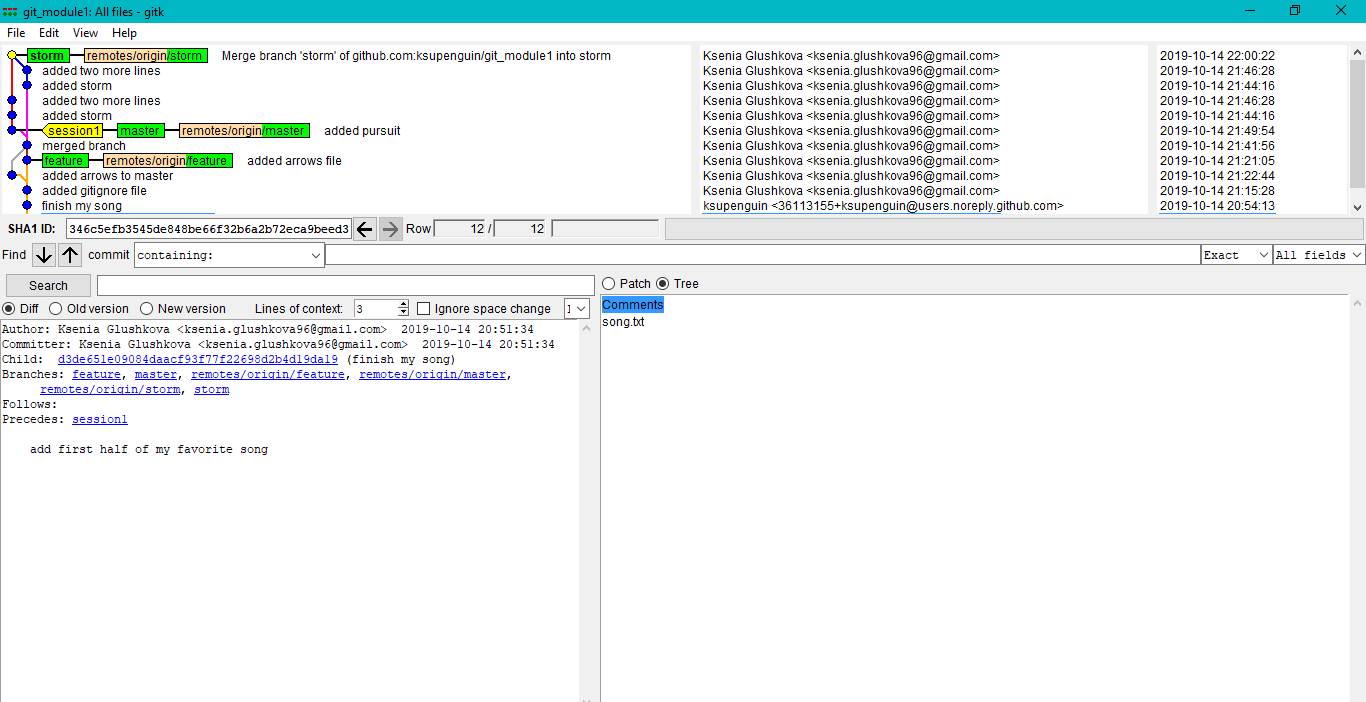 git_module1: All files - gitk
File Edit View Help
storm remotes/origin/storm Merge branch 'storm' of github.com:ksupenguin/git_module1 into storm Ksenia Glushkova <ksenia.glushkova96@gmail.com> 2019-10-14 22:00:22
added two more lines Ksenia Glushkova <ksenia.glushkova96@gmail.com> 2019-10-14 21:46:28
added storm Ksenia Glushkova <ksenia.glushkova96@gmail.com> 2019-10-14 21:44:16
added two more lines Ksenia Glushkova <ksenia.glushkova96@gmail.com> 2019-10-14 21:46:28
added storm Ksenia Glushkova <ksenia.glushkova96@gmail.com> 2019-10-14 21:44:16
session1 master remotes/origin/master added pursuit Ksenia Glushkova <ksenia.glushkova96@gmail.com> 2019-10-14 21:49:54
merged branch Ksenia Glushkova <ksenia.glushkova96@gmail.com> 2019-10-14 21:41:56
feature remotes/origin/feature added arrows file Ksenia Glushkova <ksenia.glushkova96@gmail.com> 2019-10-14 21:21:05
added arrows to master Ksenia Glushkova <ksenia.glushkova96@gmail.com> 2019-10-14 21:22:44
added gitignore file Ksenia Glushkova <ksenia.glushkova96@gmail.com> 2019-10-14 21:15:28
finish my song ksupenguin <36113155+ksupenguin@users.noreply.github.com> 2019-10-14 20:54:13
SHA1 ID: 346c5efb3545de848be66f32b6a2b72eca9beed3 Row 12 / 12
Find commit containing: Exact All fields
Search
Patch Tree
Diff Old version New version Lines of context: 3 Ignore space change
Comments
song.txt
Author: Ksenia Glushkova <ksenia.glushkova96@gmail.com> 2019-10-14 20:51:34
Committer: Ksenia Glushkova <ksenia.glushkova96@gmail.com> 2019-10-14 20:51:34
Child: d3de651e09084daacf93f77f22698d2b4d19da19 (finish my song)
Branches: feature, master, remotes/origin/feature, remotes/origin/master,
remotes/origin/storm, storm
Follows:
Precedes: session1
add first half of my favorite song